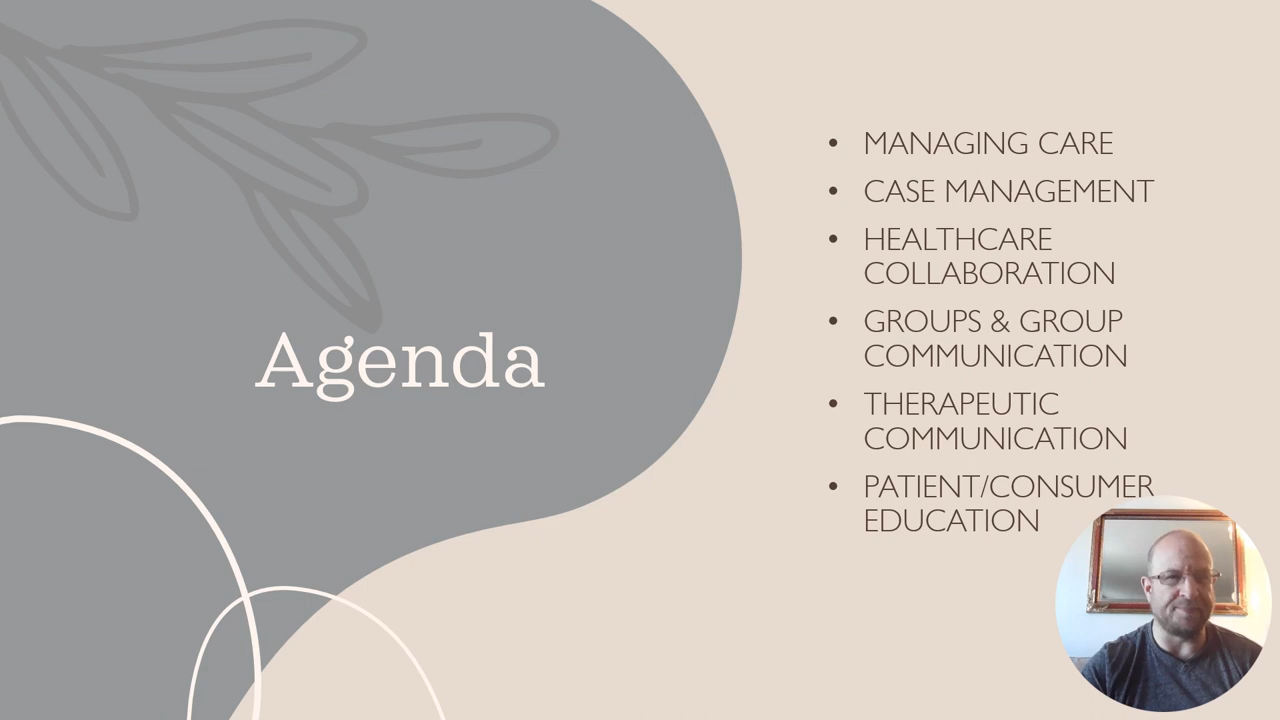 Agenda
• MANAGING CARE
• CASE MANAGEMENT
• HEALTHCARE
COLLABORATION
• GROUPS & GROUP
COMMUNICATION
• THERAPEUTIC
COMMUNICATION
• PATIENT/CONSUMER
EDUCATION